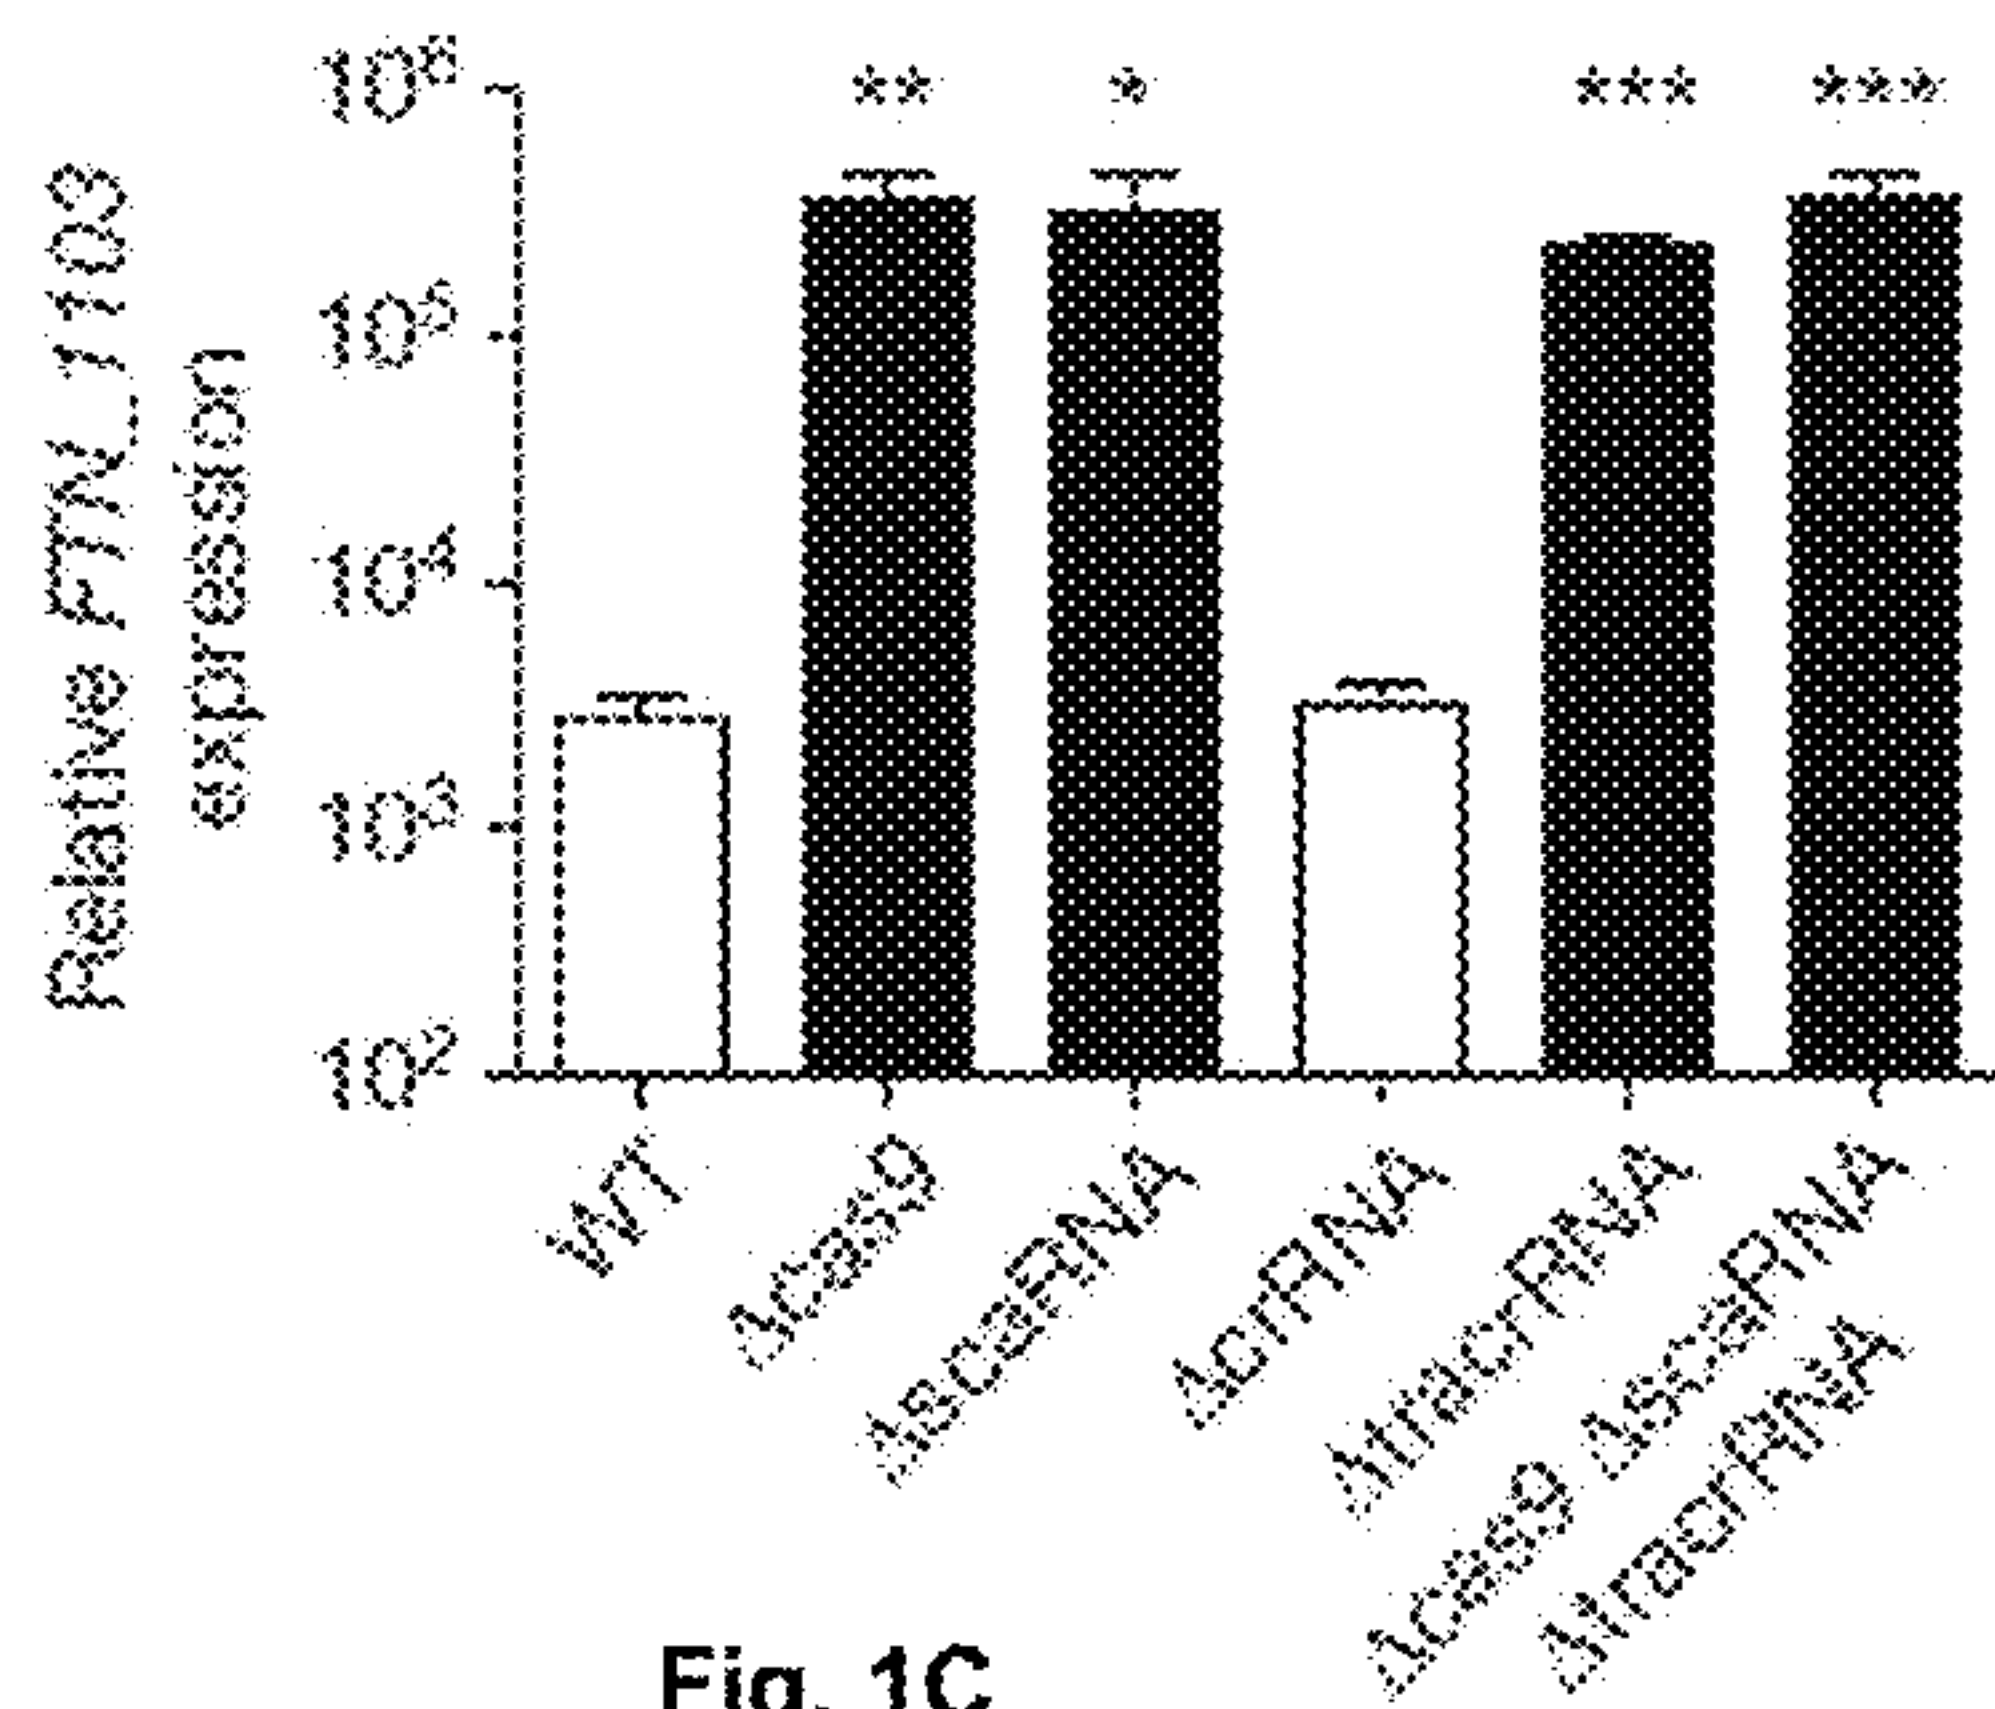 Relative FTN_1103
expression
10⁶
10⁵
10⁴
10³
10²
** * *** ***
WT
Δcas9
ΔscaRNA
ΔcrRNA
ΔtracrRNA
Δcas9 ΔscaRNA
ΔtracrRNA
Fig. 1C